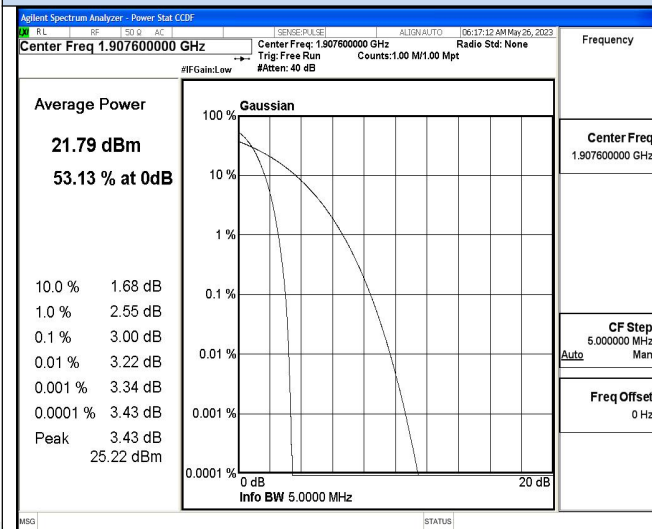 Agilent Spectrum Analyzer - Power Stat CCDF
LXI RL RF 50 Ω AC SENSE:PULSE ALIGNAUTO 06:17:12 AM May 26, 2023
Center Freq 1.907600000 GHz
Center Freq: 1.907600000 GHz Radio Std: None
Trig: Free Run Counts:1.00 M/1.00 Mpt
#IFGain:Low #Atten: 40 dB
Average Power
21.79 dBm
53.13 % at 0dB
10.0 % 1.68 dB
1.0 % 2.55 dB
0.1 % 3.00 dB
0.01 % 3.22 dB
0.001 % 3.34 dB
0.0001 % 3.43 dB
Peak 3.43 dB
25.22 dBm
Gaussian
100 %
10 %
1 %
0.1 %
0.01 %
0.001 %
0.0001 %
0 dB 20 dB
Info BW 5.0000 MHz
Frequency
Center Freq
1.907600000 GHz
CF Step
5.000000 MHz
Auto Man
Freq Offset
0 Hz
MSG STATUS